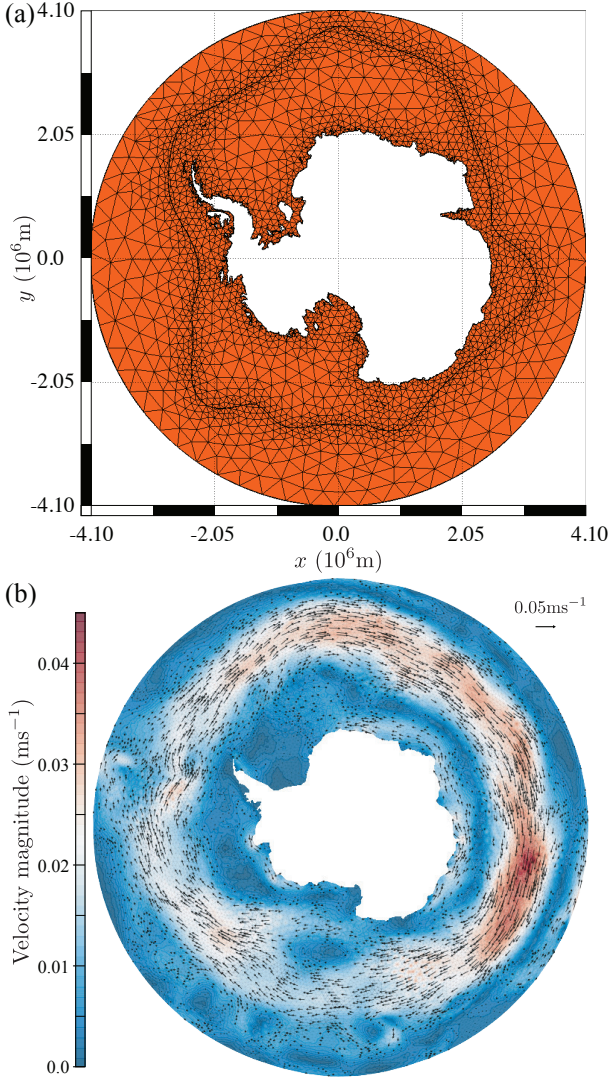 (a)
4.10
2.05
0.0
-2.05
-4.10
y (10⁶m)
-4.10 -2.05 0.0 2.05 4.10
x (10⁶m)
(b)
0.05ms⁻¹
0.04
0.03
0.02
0.01
0.0
Velocity magnitude (ms⁻¹)